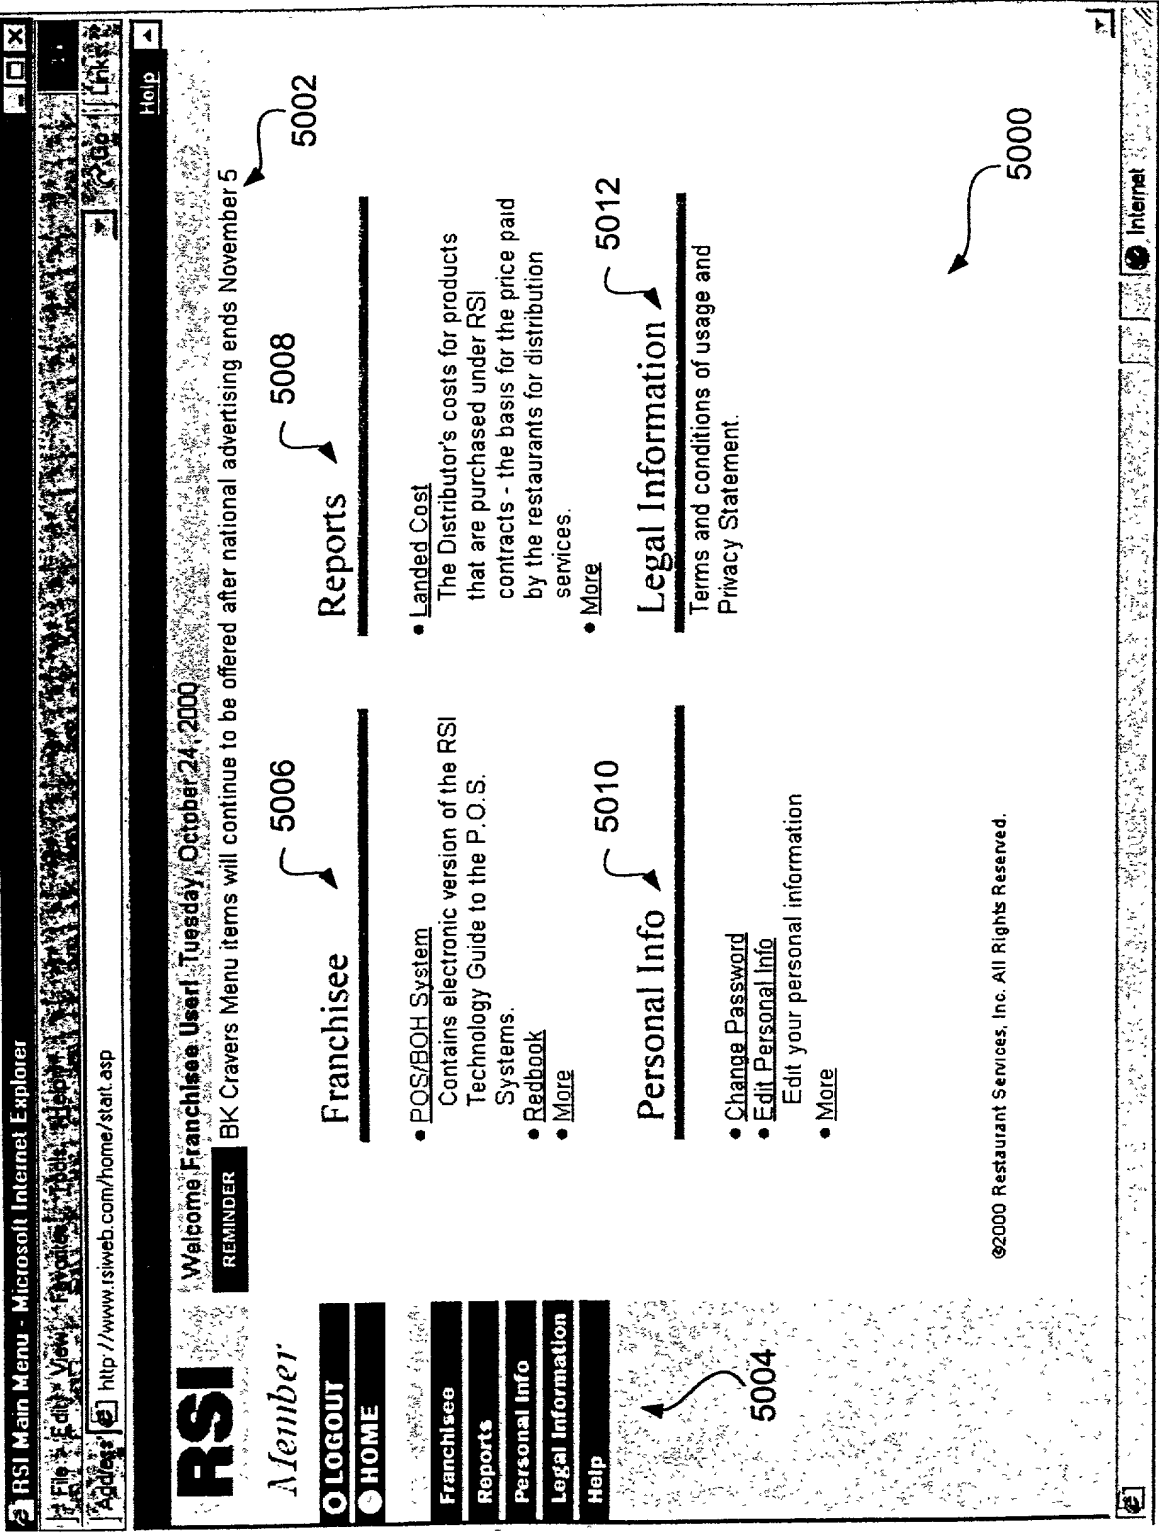 RSI Main Menu - Microsoft Internet Explorer
File Edit View Favorites Tools Help
Address http://www.rsiweb.com/home/start.asp Go Links »
Help
RSI
Welcome Franchisee User! Tuesday, October 24, 2000
REMINDER BK Cravers Menu items will continue to be offered after national advertising ends November 5
5002
Member
LOGOUT
HOME
Franchisee
Reports
Personal Info
Legal Information
Help
5004
Franchisee
5006
• POS/BOH System
Contains electronic version of the RSI
Technology Guide to the P.O.S.
Systems.
• Redbook
• More
Reports
5008
• Landed Cost
The Distributor's costs for products
that are purchased under RSI
contracts - the basis for the price paid
by the restaurants for distribution
services.
• More
Personal Info
5010
• Change Password
• Edit Personal Info
Edit your personal information
• More
Legal Information
5012
Terms and conditions of usage and
Privacy Statement.
5000
©2000 Restaurant Services, Inc. All Rights Reserved.
Internet